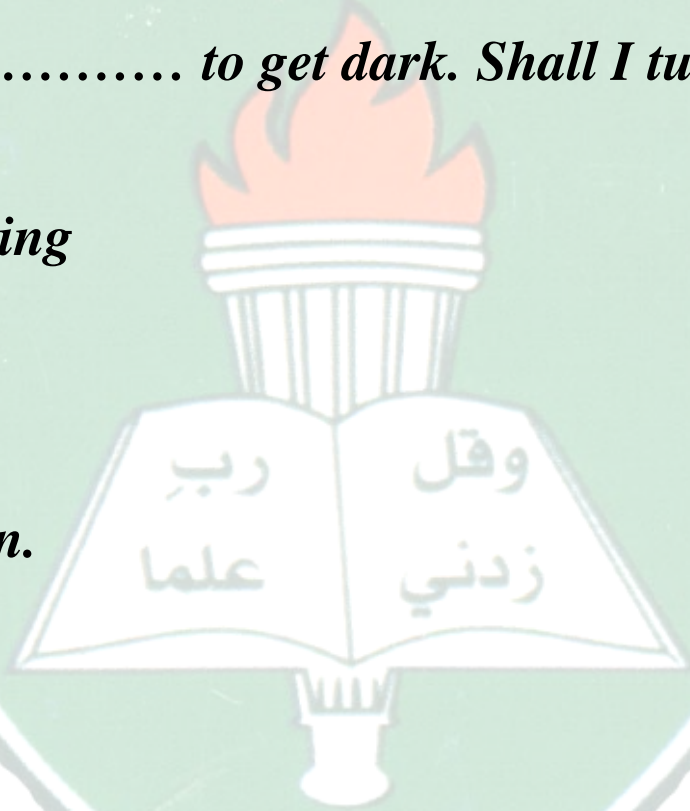 ………… to get dark. Shall I tu
ing
وقل رب
زدني علما
n.